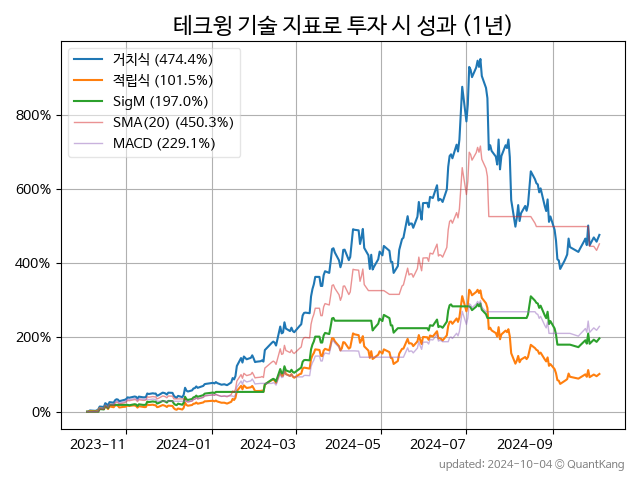 테크윙 기술 지표로 투자 시 성과 (1년)
거치식 (474.4%)
적립식 (101.5%)
SigM (197.0%)
SMA(20) (450.3%)
MACD (229.1%)
800%
600%
400%
200%
0%
2023-11 2024-01 2024-03 2024-05 2024-07 2024-09
updated: 2024-10-04 © QuantKang